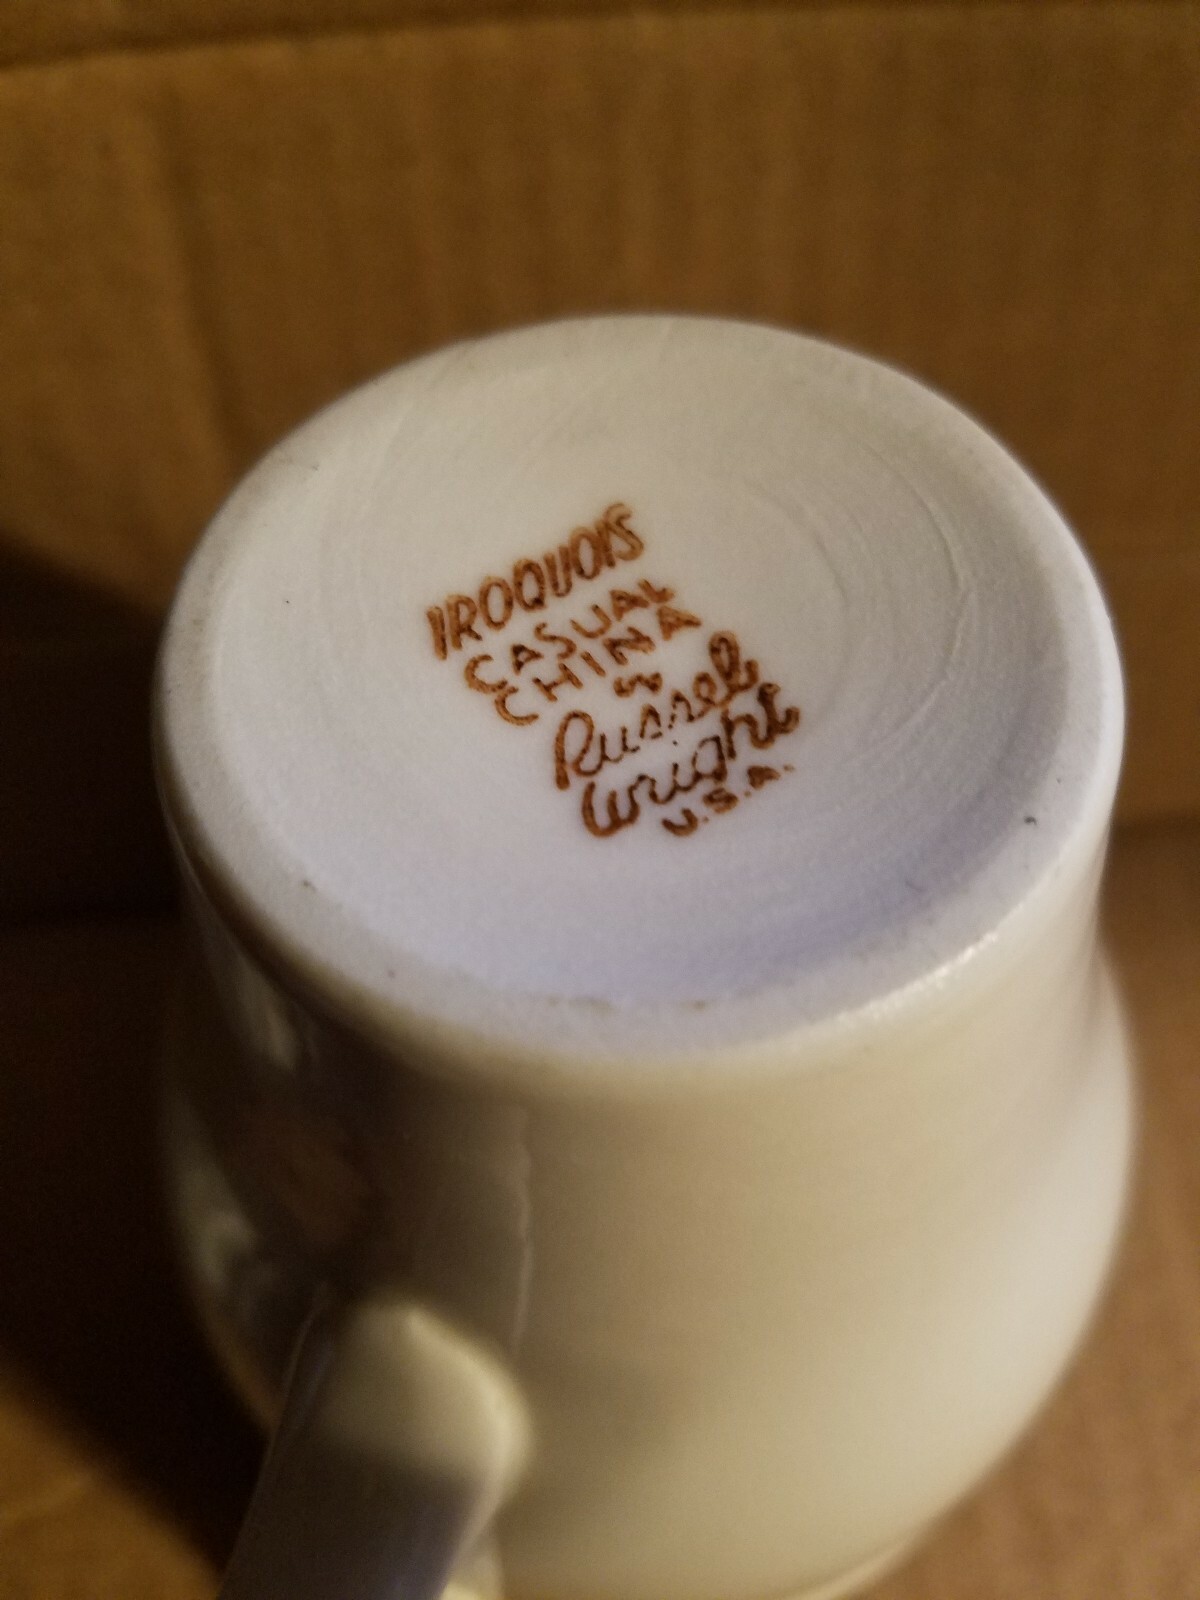 IROQUOIS
CASUAL
CHINA
by
Russel
Wright
U.S.A.